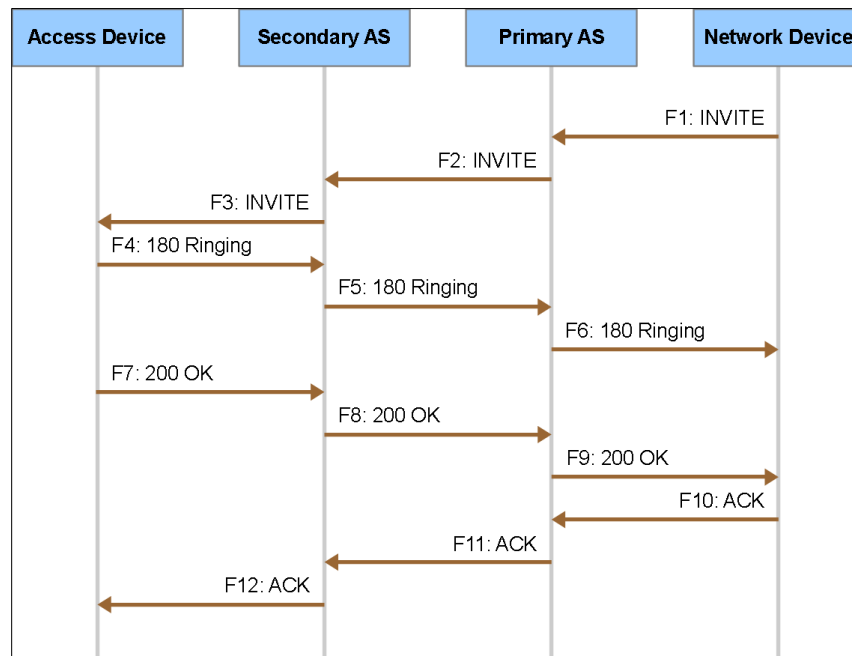 Access Device
Secondary AS
Primary AS
Network Device
F1: INVITE
F2: INVITE
F3: INVITE
F4: 180 Ringing
F5: 180 Ringing
F6: 180 Ringing
F7: 200 OK
F8: 200 OK
F9: 200 OK
F10: ACK
F11: ACK
F12: ACK